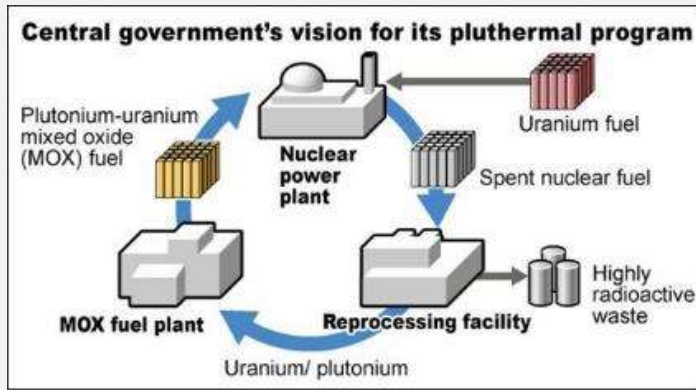 Central government's vision for its pluthermal program
Plutonium-uranium
mixed oxide
(MOX) fuel
Nuclear
power
plant
Uranium fuel
Spent nuclear fuel
MOX fuel plant
Reprocessing facility
Highly
radioactive
waste
Uranium/ plutonium